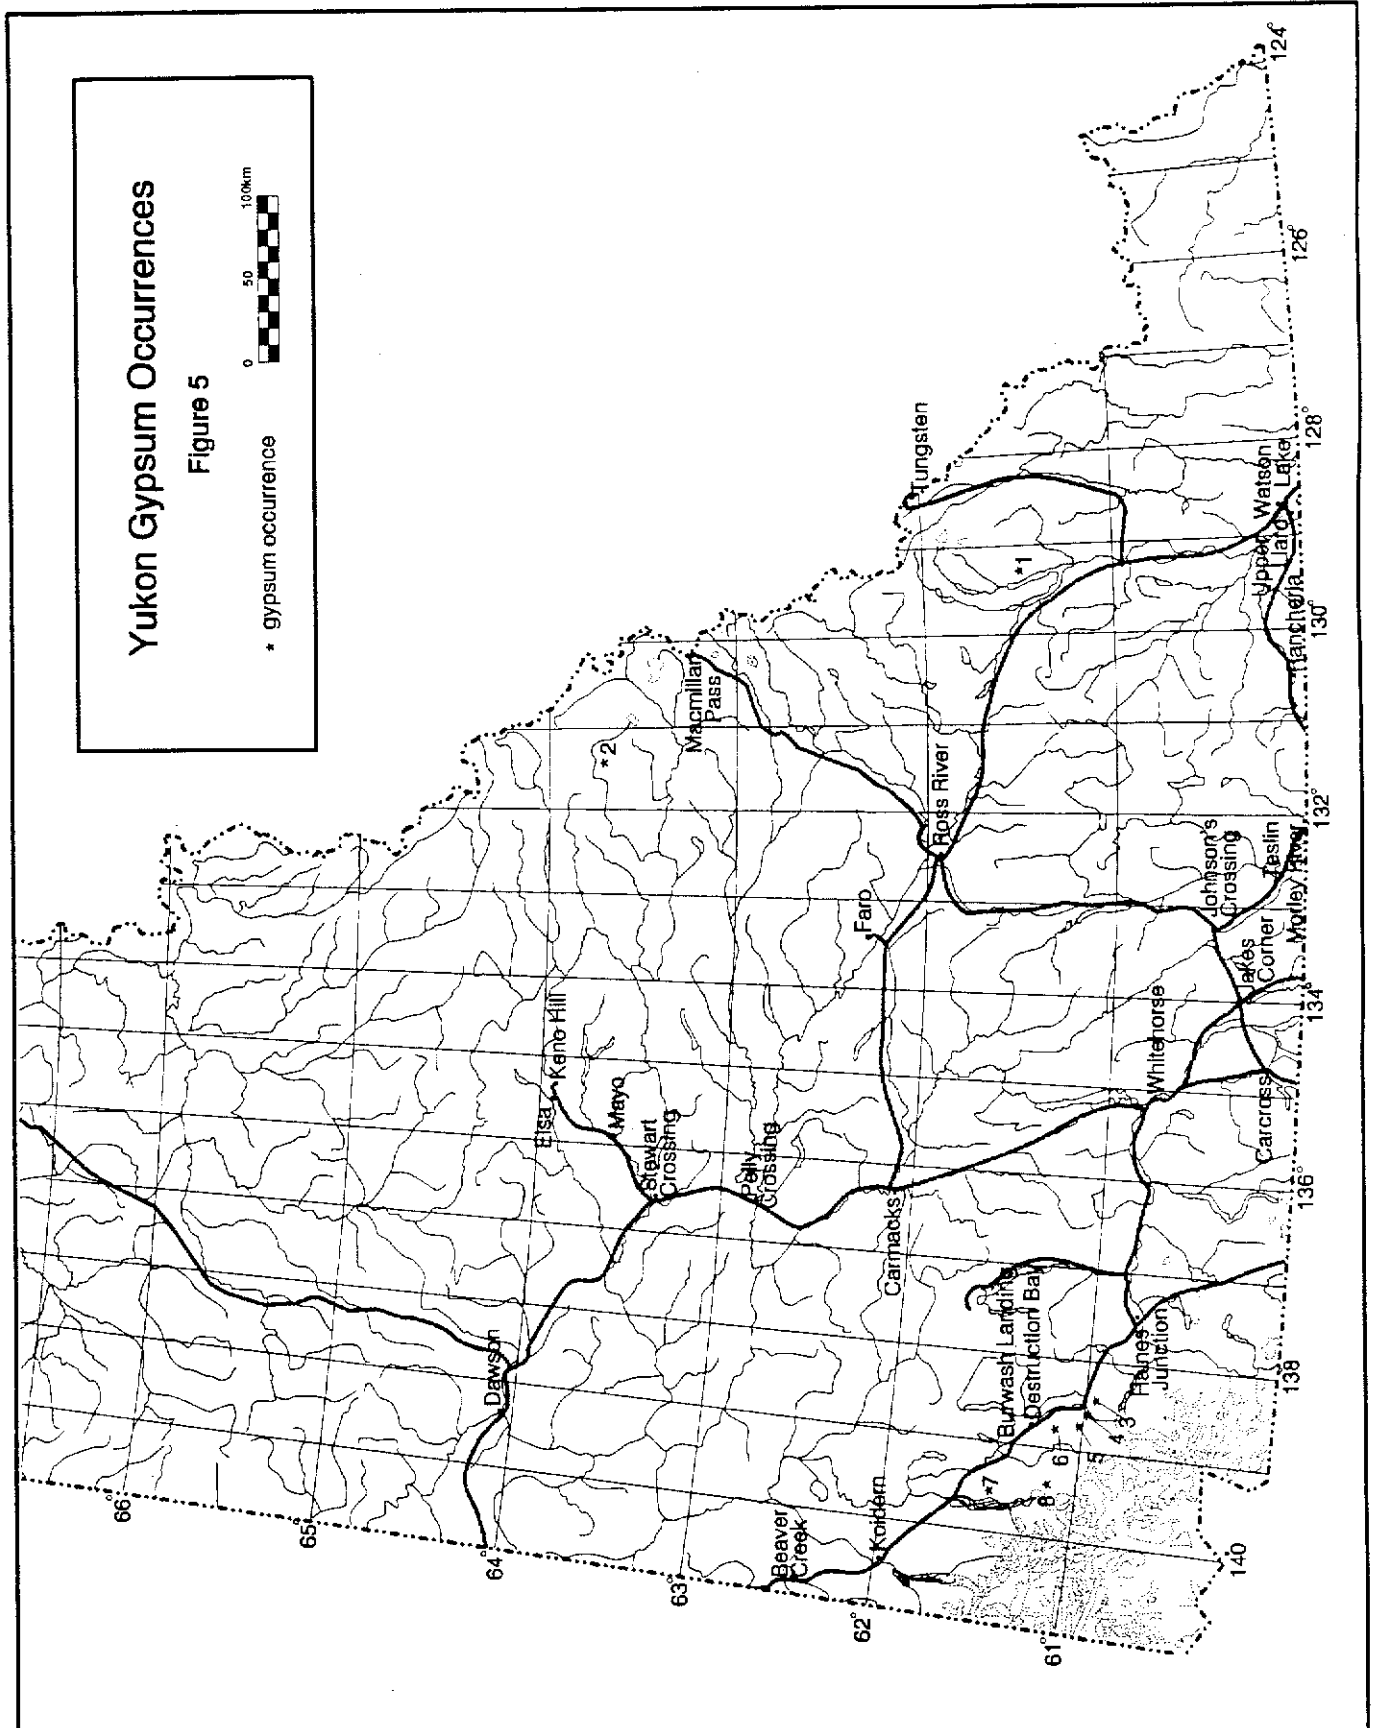 Yukon Gypsum Occurrences
Figure 5
* gypsum occurrence
0 50 100km
66°
65°
64°
63°
62°
61°
Dawson
Elsa
Keno Hill
Mayo
Stewart
Crossing
Pelly
Crossing
*2
Macmillan
Pass
Tungsten
*1
Faro
Ross River
Carmacks
Beaver
Creek
Koidern
Burwash Landing
Destruction Bay
*7
8*
6*
5
4
3
Haines
Junction
Whitehorse
Carcross
Jakes
Corner
Johnson's
Crossing
Teslin
Morley River
Rancheria
Upper
Liard
Watson
Lake
140
138°
136°
134°
132°
130°
128°
126°
124°